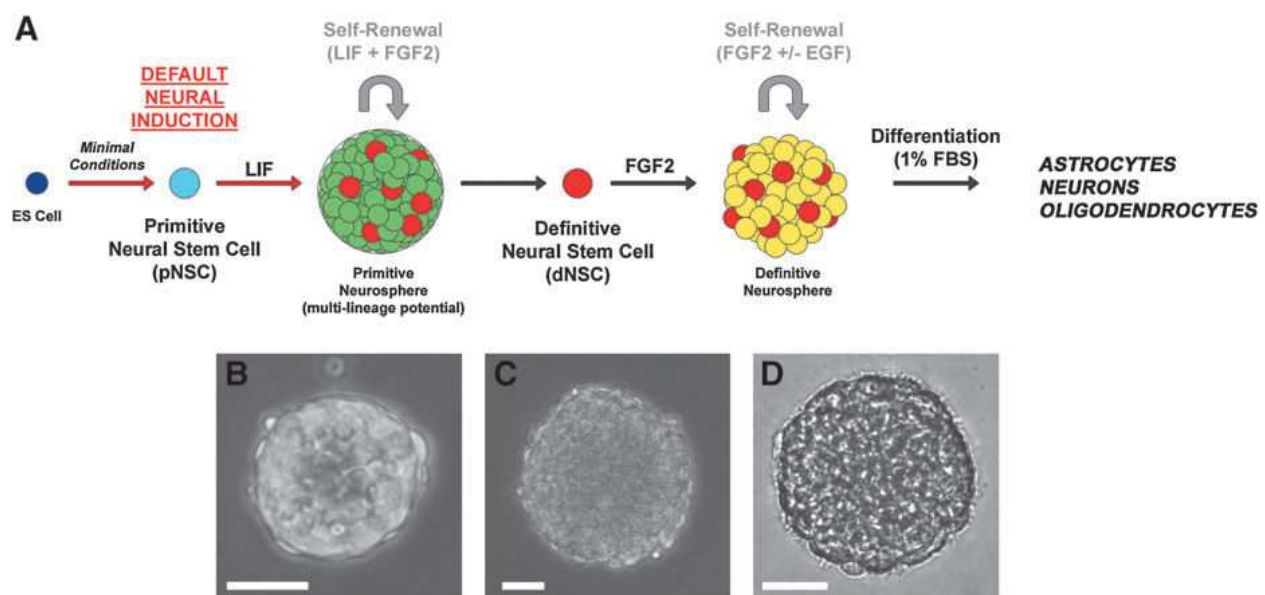 A
Self-Renewal
(LIF + FGF2)
Self-Renewal
(FGF2 +/- EGF)
DEFAULT
NEURAL
INDUCTION
Minimal
Conditions
LIF
FGF2
Differentiation
(1% FBS)
ASTROCYTES
NEURONS
OLIGODENDROCYTES
ES Cell
Primitive
Neural Stem Cell
(pNSC)
Primitive
Neurosphere
(multi-lineage potential)
Definitive
Neural Stem Cell
(dNSC)
Definitive
Neurosphere
B
C
D